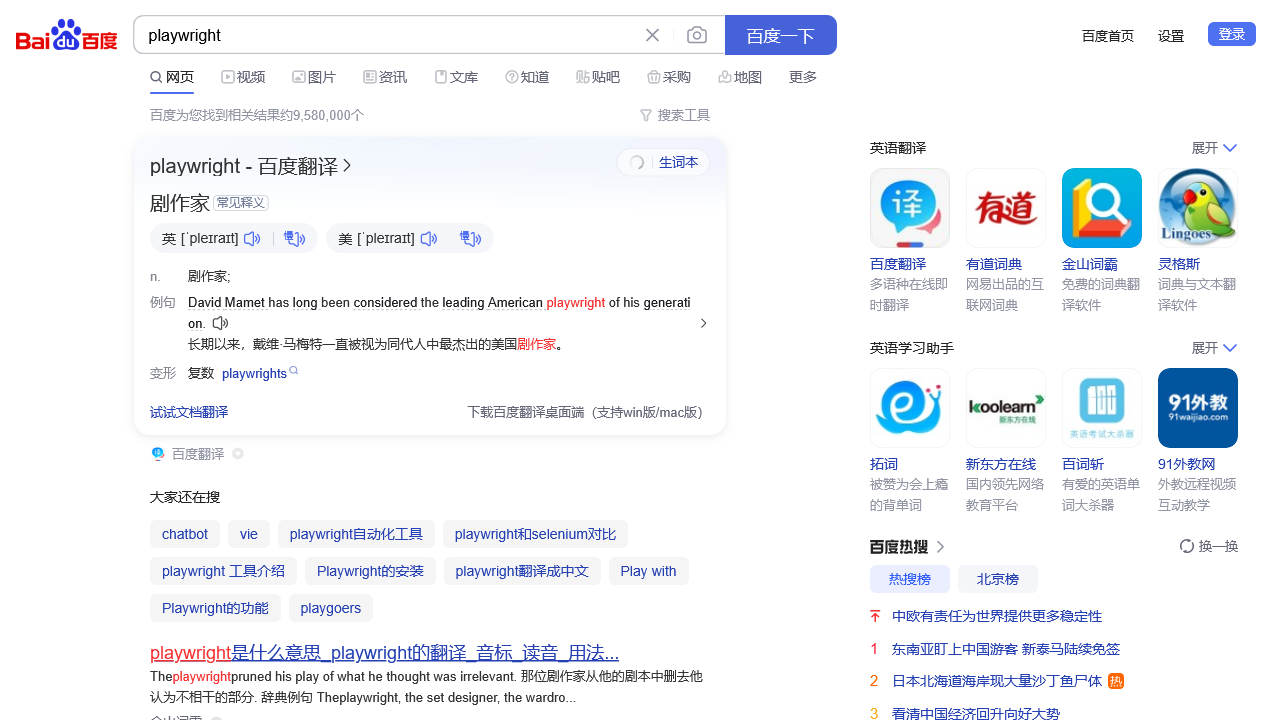 Bai du 百度
playwright
百度一下
百度首页
设置
登录
网页
视频
图片
资讯
文库
知道
贴吧
采购
地图
更多
百度为您找到相关结果约9,580,000个
搜索工具
playwright - 百度翻译
生词本
剧作家 常见释义
英 [ˈpleɪraɪt]
美 [ˈpleɪraɪt]
n. 剧作家;
例句 David Mamet has long been considered the leading American playwright of his generati
on.
长期以来，戴维·马梅特一直被视为同代人中最杰出的美国剧作家。
变形 复数 playwrights
试试文档翻译
下载百度翻译桌面端（支持win版/mac版）
百度翻译
大家还在搜
chatbot
vie
playwright自动化工具
playwright和selenium对比
playwright 工具介绍
Playwright的安装
playwright翻译成中文
Play with
Playwright的功能
playgoers
playwright是什么意思_playwright的翻译_音标_读音_用法...
Theplaywrightpruned his play of what he thought was irrelevant. 那位剧作家从他的剧本中删去他
认为不相干的部分. 辞典例句 Theplaywright, the set designer, the wardro...
英语翻译
展开
译
有道
Lingoes
百度翻译
有道词典
金山词霸
灵格斯
多语种在线即
时翻译
网易出品的互
联网词典
免费的词典翻
译软件
词典与文本翻
译软件
英语学习助手
展开
koolearn
新东方在线
100
英语考试大杀器
91外教
91waijiao.com
拓词
新东方在线
百词斩
91外教网
被赞为会上瘾
的背单词
国内领先网络
教育平台
有爱的英语单
词大杀器
外教远程视频
互动教学
百度热搜
换一换
热搜榜
北京榜
中欧有责任为世界提供更多稳定性
1 东南亚盯上中国游客 新泰马陆续免签
2 日本北海道海岸现大量沙丁鱼尸体 热
3 看清中国经济回升向好大势